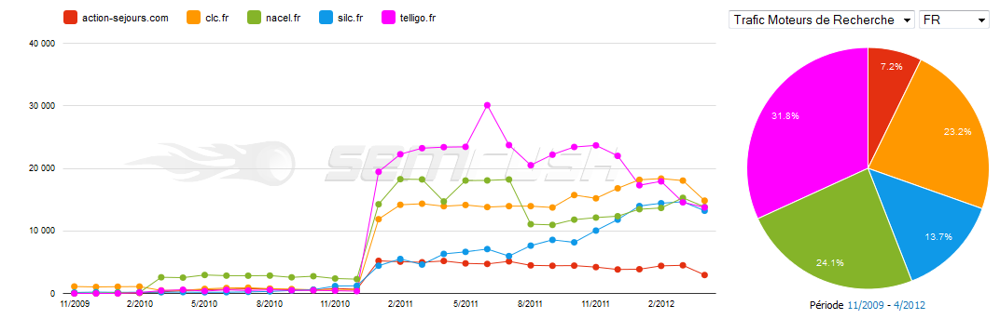 action-sejours.com clc.fr nacel.fr silc.fr telligo.fr
Trafic Moteurs de Recherche FR
40 000
30 000
20 000
10 000
0
11/2009 2/2010 5/2010 8/2010 11/2010 2/2011 5/2011 8/2011 11/2011 2/2012
SEMRUSH
7.2%
31.8%
23.2%
13.7%
24.1%
Période 11/2009 - 4/2012